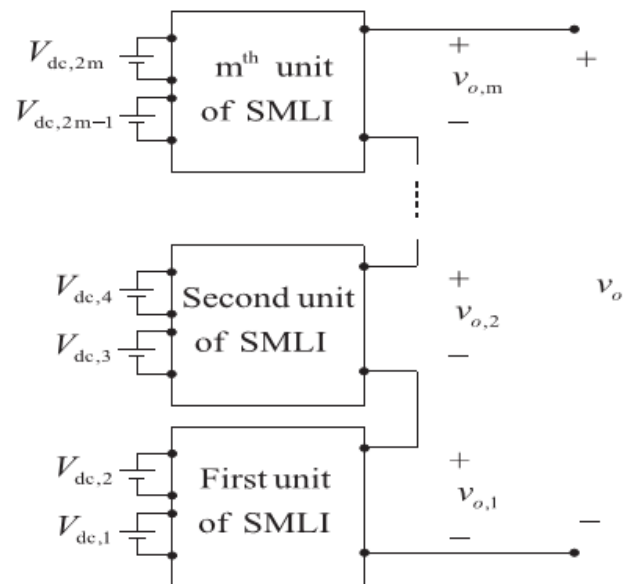 V_dc,2m
V_dc,2m−1
m^th unit
of SMLI
+
v_o,m
−
+
V_dc,4
V_dc,3
Second unit
of SMLI
+
v_o,2
−
v_o
V_dc,2
V_dc,1
First unit
of SMLI
+
v_o,1
−
−